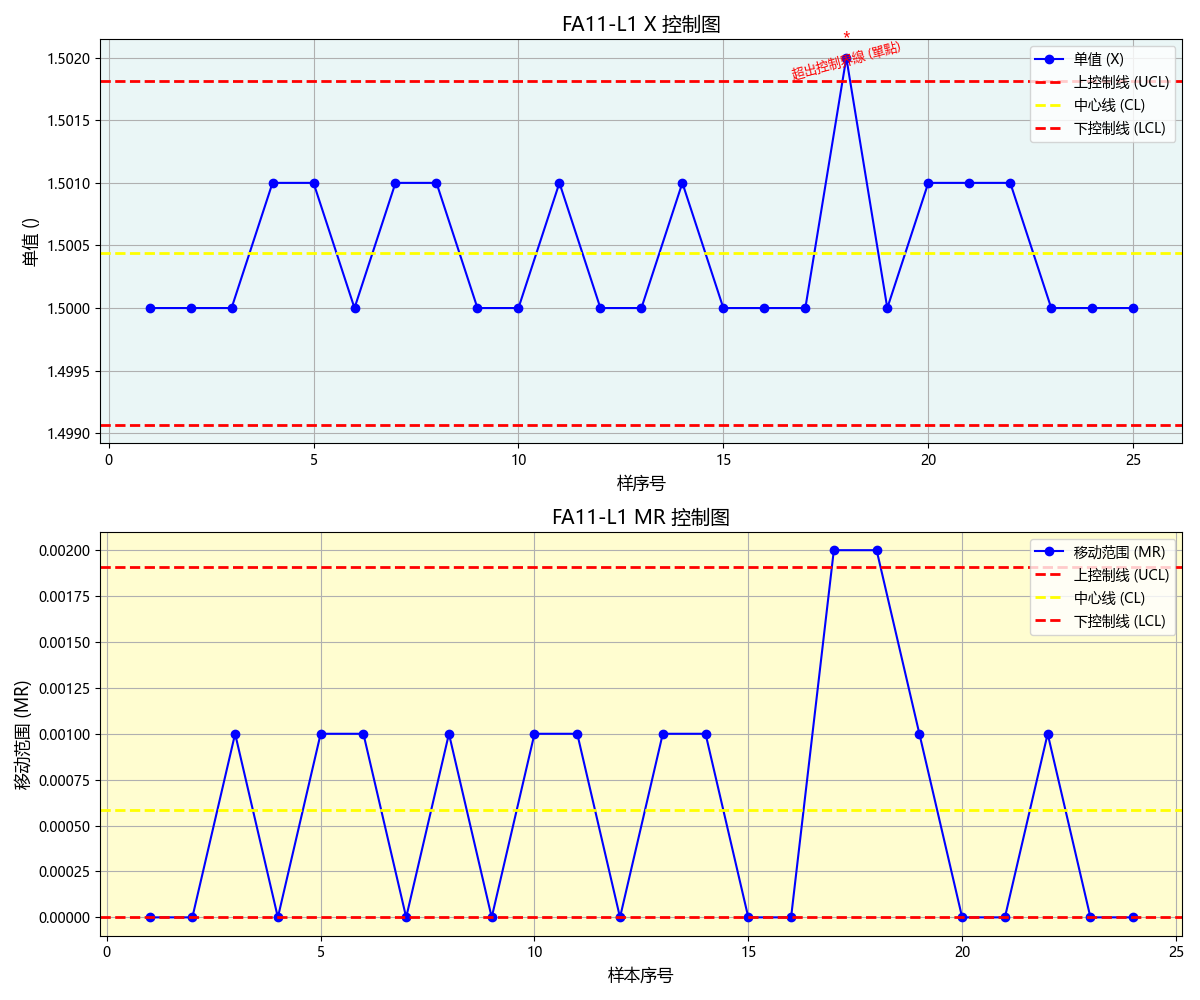 FA11-L1 X 控制图
*
超出控制界線 (單點)
单值 (X)
上控制线 (UCL)
中心线 (CL)
下控制线 (LCL)
单值 ()
1.5020
1.5015
1.5010
1.5005
1.5000
1.4995
1.4990
0 5 10 15 20 25
样序号
FA11-L1 MR 控制图
移动范围 (MR)
上控制线 (UCL)
中心线 (CL)
下控制线 (LCL)
移动范围 (MR)
0.00200
0.00175
0.00150
0.00125
0.00100
0.00075
0.00050
0.00025
0.00000
0 5 10 15 20 25
样本序号